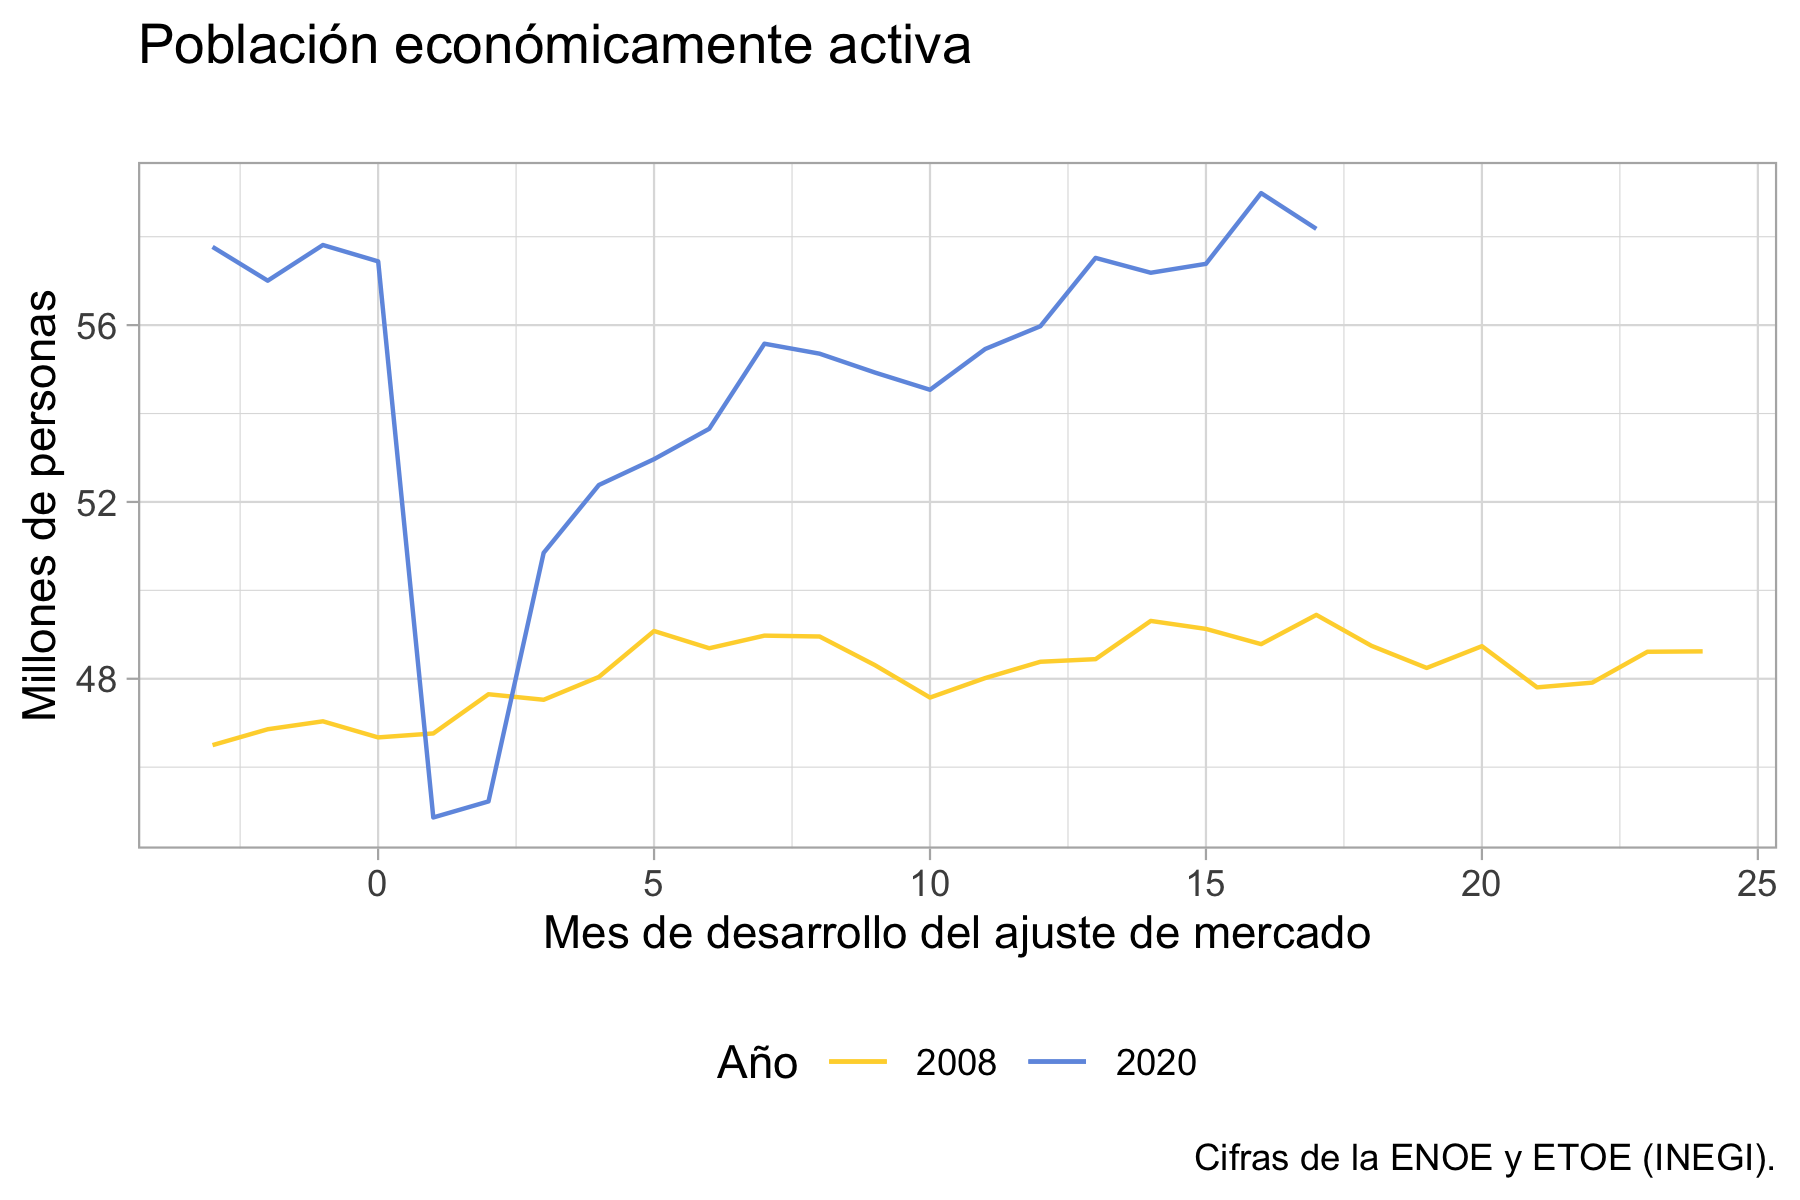 Población económicamente activa
Millones de personas
56
52
48
0 5 10 15 20 25
Mes de desarrollo del ajuste de mercado
Año 2008 2020
Cifras de la ENOE y ETOE (INEGI).